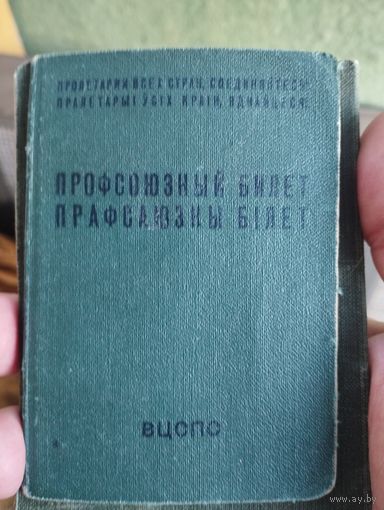 ПРОЛЕТАРИИ ВСЕХ СТРАН, СОЕДИНЯЙТЕСЬ!
ПРАЛЕТАРЫІ ЎСІХ КРАІН, ЯДНАЙЦЕСЯ!
ПРОФСОЮЗНЫЙ БИЛЕТ
ПРАФСАЮЗНЫ БІЛЕТ
ВЦСПС
www.ay.by